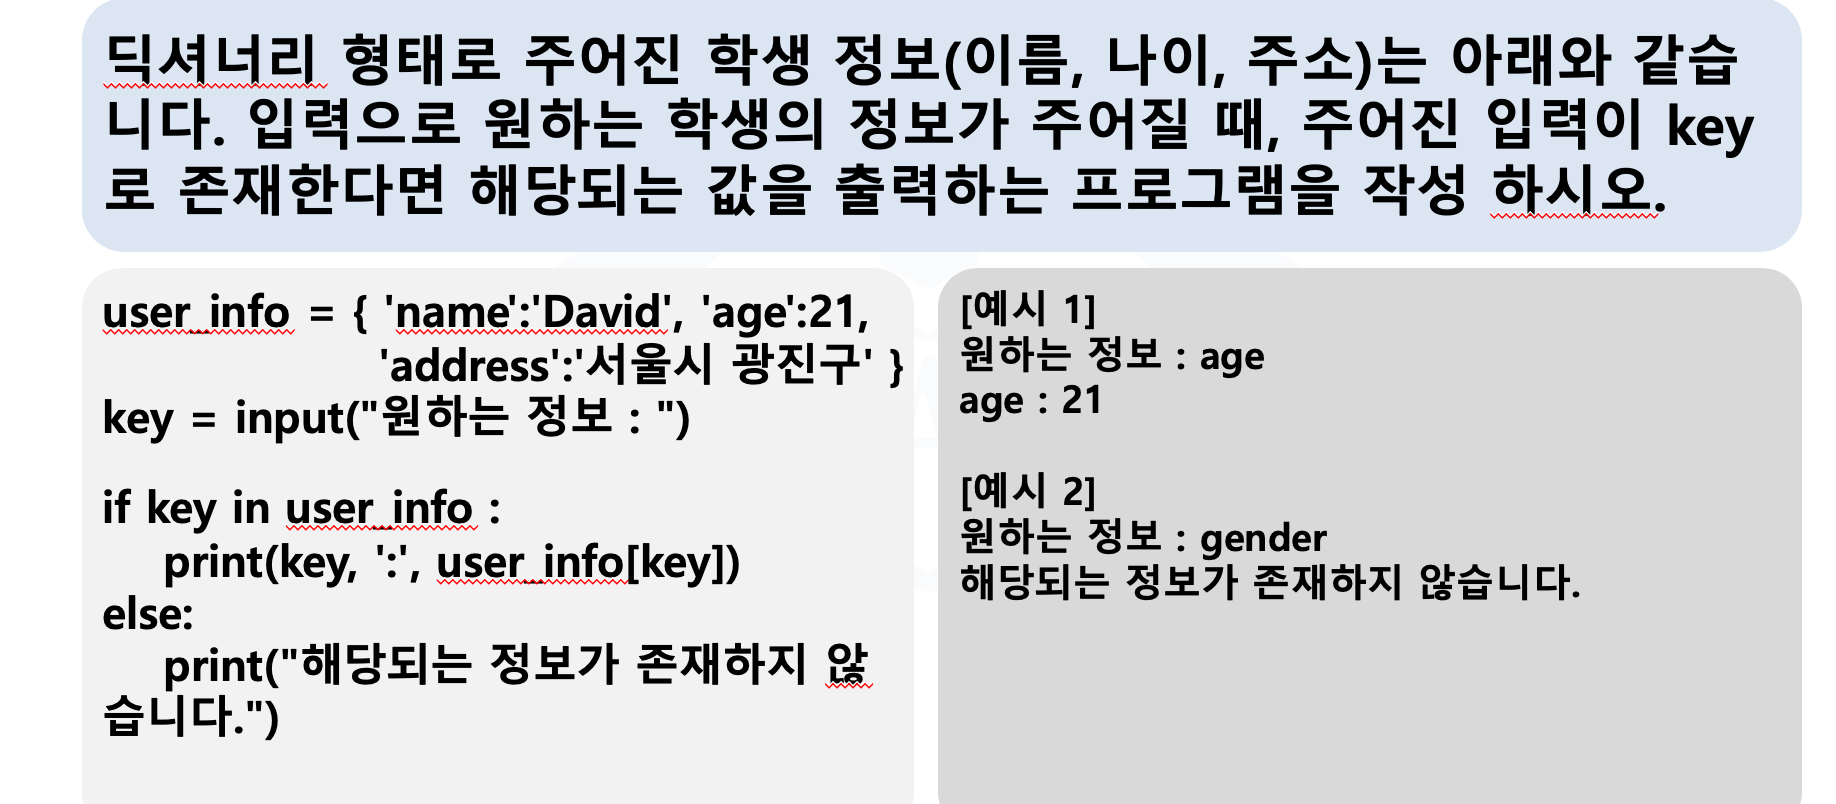 딕셔너리 형태로 주어진 학생 정보(이름, 나이, 주소)는 아래와 같습
니다. 입력으로 원하는 학생의 정보가 주어질 때, 주어진 입력이 key
로 존재한다면 해당되는 값을 출력하는 프로그램을 작성 하시오.
user_info = { 'name':'David', 'age':21,
'address':'서울시 광진구' }
key = input("원하는 정보 : ")
if key in user_info :
print(key, ':', user_info[key])
else:
print("해당되는 정보가 존재하지 않
습니다.")
[예시 1]
원하는 정보 : age
age : 21
[예시 2]
원하는 정보 : gender
해당되는 정보가 존재하지 않습니다.